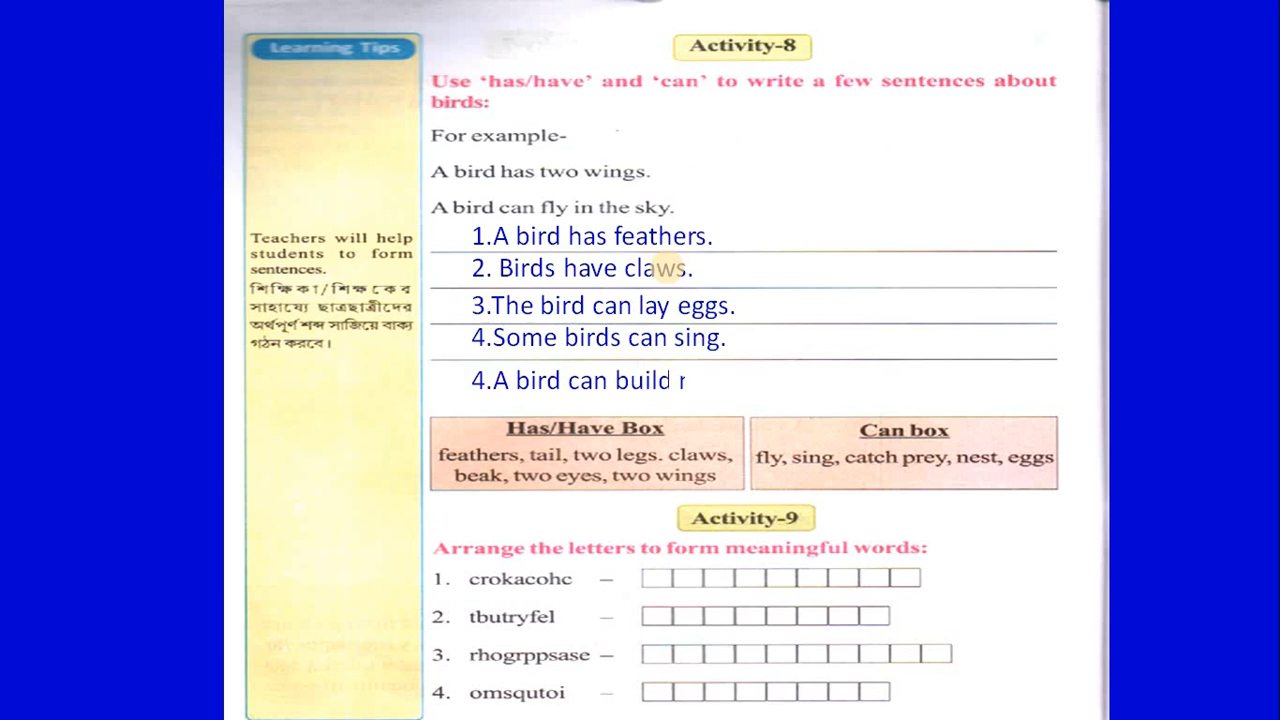 Learning Tips
Activity-8
Use ‘has/have’ and ‘can’ to write a few sentences about
birds:
For example-
A bird has two wings.
A bird can fly in the sky.
1.A bird has feathers.
2. Birds have claws.
3.The bird can lay eggs.
4.Some birds can sing.
4.A bird can build
Teachers will help
students to form
sentences.
শিক্ষিকা/শিক্ষকের
সাহায্যে ছাত্রছাত্রীদের
অর্থপূর্ণ শব্দ সাজিয়ে বাক্য
গঠন করবে।
Has/Have Box
feathers, tail, two legs. claws,
beak, two eyes, two wings
Can box
fly, sing, catch prey, nest, eggs
Activity-9
Arrange the letters to form meaningful words:
1. crokacohc –
2. tbutryfel –
3. rhogrppsase –
4. omsqutoi –